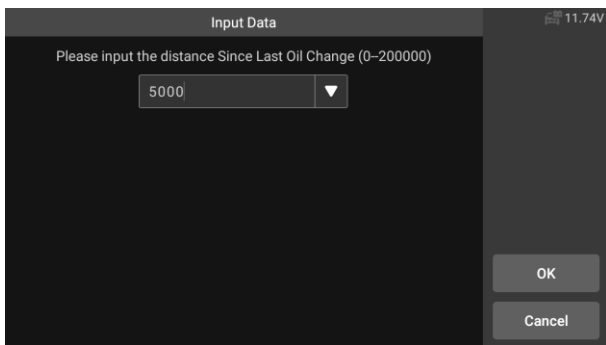 Input Data
11.74V
Please input the distance Since Last Oil Change (0--200000)
5000
OK
Cancel